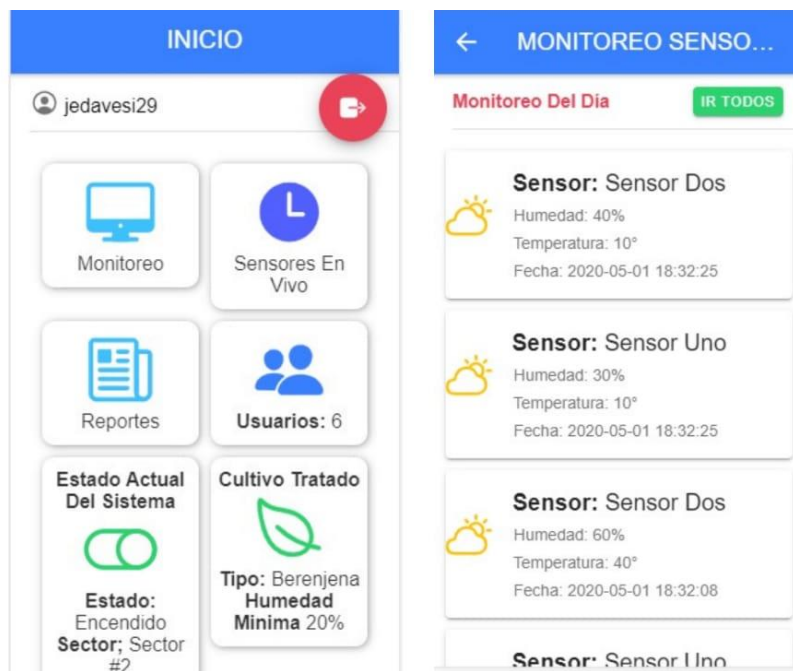 INICIO
jedavesi29
Monitoreo
Sensores En
Vivo
Reportes
Usuarios: 6
Estado Actual
Del Sistema
Estado:
Encendido
Sector; Sector
#2
Cultivo Tratado
Tipo: Berenjena
Humedad
Minima 20%
MONITOREO SENSO...
Monitoreo Del Día
IR TODOS
Sensor: Sensor Dos
Humedad: 40%
Temperatura: 10°
Fecha: 2020-05-01 18:32:25
Sensor: Sensor Uno
Humedad: 30%
Temperatura: 10°
Fecha: 2020-05-01 18:32:25
Sensor: Sensor Dos
Humedad: 60%
Temperatura: 40°
Fecha: 2020-05-01 18:32:08
Sensor: Sensor Uno